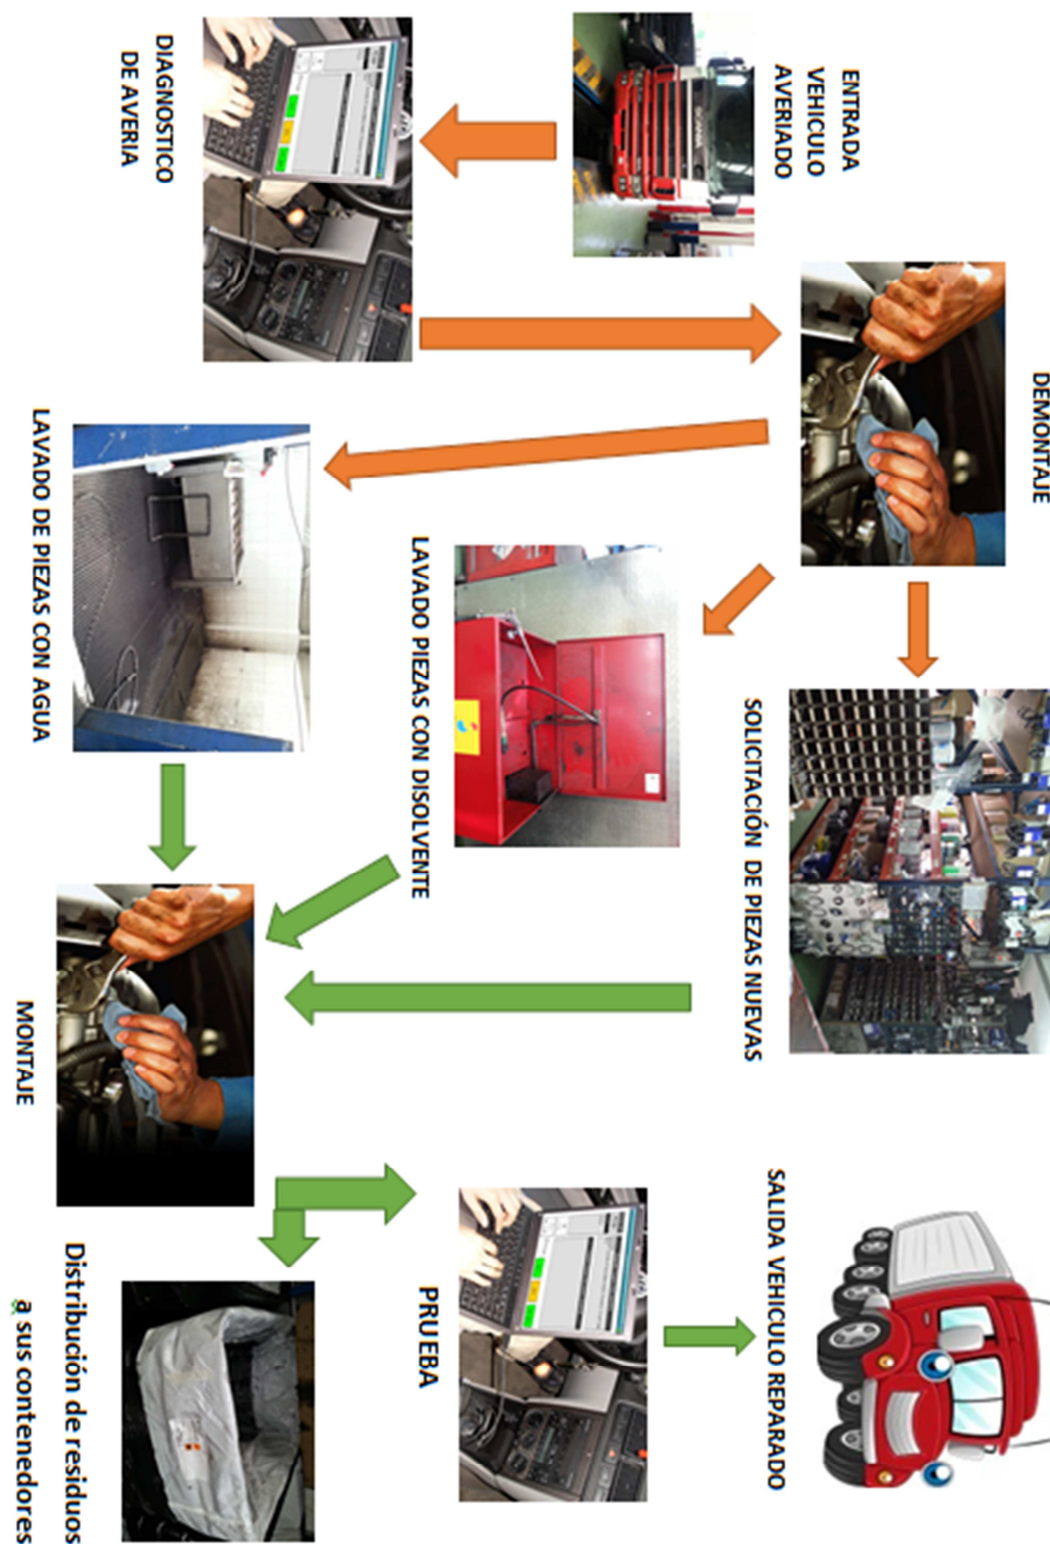 ENTRADA
VEHICULO
AVERIADO
DIAGNOSTICO
DE AVERIA
DEMONTAJE
LAVADO DE PIEZAS CON AGUA
LAVADO PIEZAS CON DISOLVENTE
SOLICITACIÓN DE PIEZAS NUEVAS
MONTAJE
PRUEBA
Distribución de residuos
a sus contenedores
SALIDA VEHICULO REPARADO
SCANIA